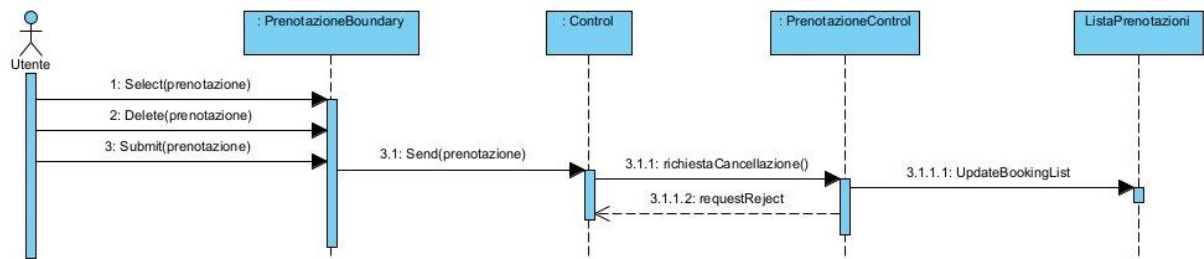 : PrenotazioneBoundary
: Control
: PrenotazioneControl
ListaPrenotazioni
Utente
1: Select(prenotazione)
2: Delete(prenotazione)
3: Submit(prenotazione)
3.1: Send(prenotazione)
3.1.1: richiestaCancellazione()
3.1.1.1: UpdateBookingList
3.1.1.2: requestReject